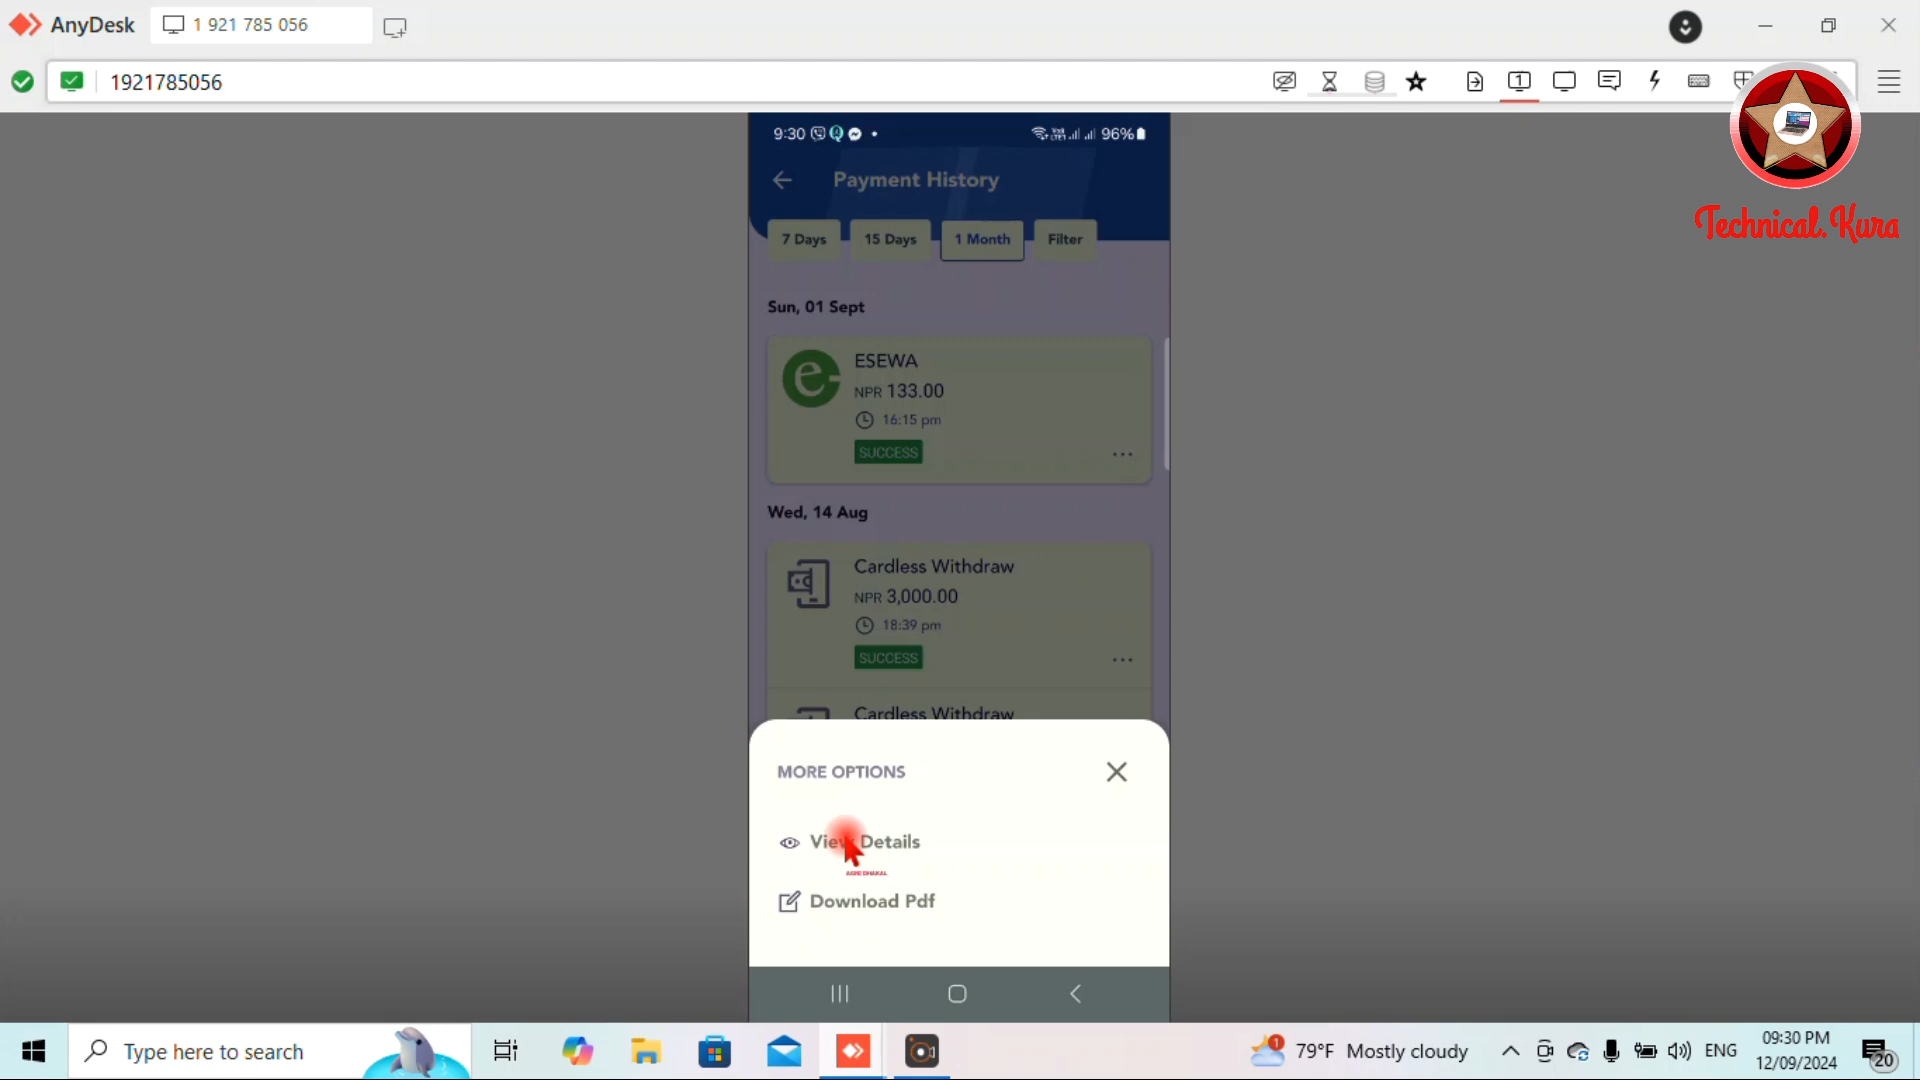 AnyDesk
1 921 785 056
1921785056
1
Technical.Kura
9:30
96%
Payment History
7 Days
15 Days
1 Month
Filter
Sun, 01 Sept
ESEWA
NPR 133.00
16:15 pm
SUCCESS
Wed, 14 Aug
Cardless Withdraw
NPR 3,000.00
18:39 pm
SUCCESS
Cardless Withdraw
MORE OPTIONS
View Details
Download Pdf
Type here to search
1
79°F Mostly cloudy
ENG
09:30 PM
12/09/2024
20